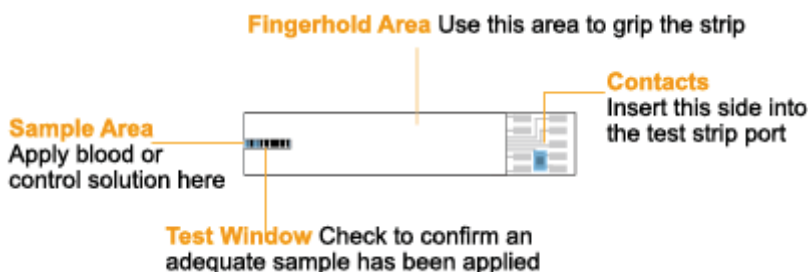 Fingerhold Area Use this area to grip the strip
Contacts
Insert this side into
the test strip port
Sample Area
Apply blood or
control solution here
Test Window Check to confirm an
adequate sample has been applied